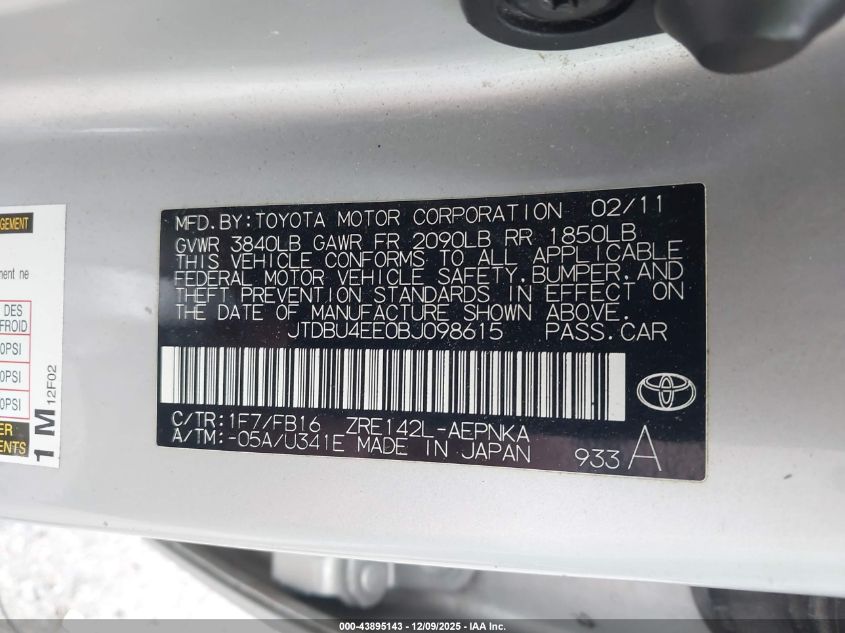 MFD.BY:TOYOTA MOTOR CORPORATION 02/11
GVWR 3840LB GAWR FR 2090LB RR 1850LB
THIS VEHICLE CONFORMS TO ALL APPLICABLE
FEDERAL MOTOR VEHICLE SAFETY,BUMPER,AND
THEFT PREVENTION STANDARDS IN EFFECT ON
THE DATE OF MANUFACTURE SHOWN ABOVE.
JTDBU4EE0BJ098615 PASS.CAR
C/TR:1F7/FB16 ZRE142L-AEPNKA
A/TM:-05A/U341E MADE IN JAPAN
933 A
GEMENT
ment ne
DES
FROID
0PSI
0PSI
0PSI
ER
ENTS
1 M 12F02
000-43895143 - 12/09/2025 - IAA Inc.